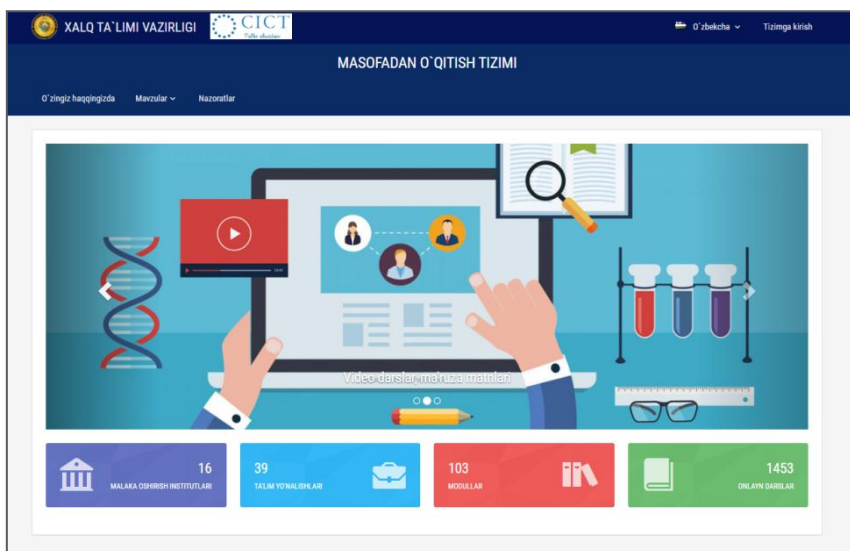 XALQ TA`LIMI VAZIRLIGI
CICT
O`zbekcha
Tizimga kirish
MASOFADAN O`QITISH TIZIMI
O`zingiz haqqingizda
Mavzular
Nazoratlar
Video-darslar, ma'ruza matnlari
16
MALAKA OSHIRISH INSTITUTLARI
39
TA'LIM YO'NALISHLARI
103
MODULLAR
1453
ONLAYN DARSLAR